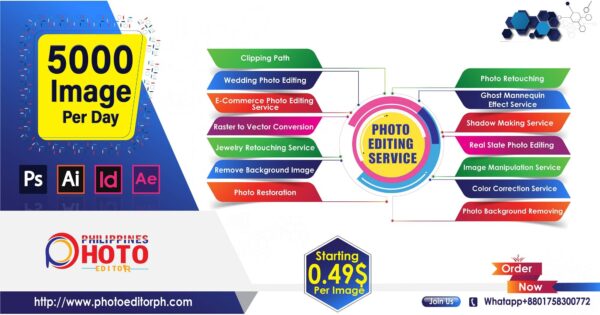 5000
Image
Per Day
Ps
Ai
Id
Ae
PHILIPPINES
PHOTO
EDITOR
http://www.photoeditorph.com
Clipping Path
Wedding Photo Editing
E-Commerce Photo Editing
Service
Raster to Vector Conversion
Jewelry Retouching Service
Remove Background Image
Photo Restoration
PHOTO
EDITING
SERVICE
Photo Retouching
Ghost Mannequin
Effect Service
Shadow Making Service
Real State Photo Editing
Image Manipulation Service
Color Correction Service
Photo Background Removing
Starting
0.49$
Per Image
Order
Now
Join Us
Whatapp+8801758300772